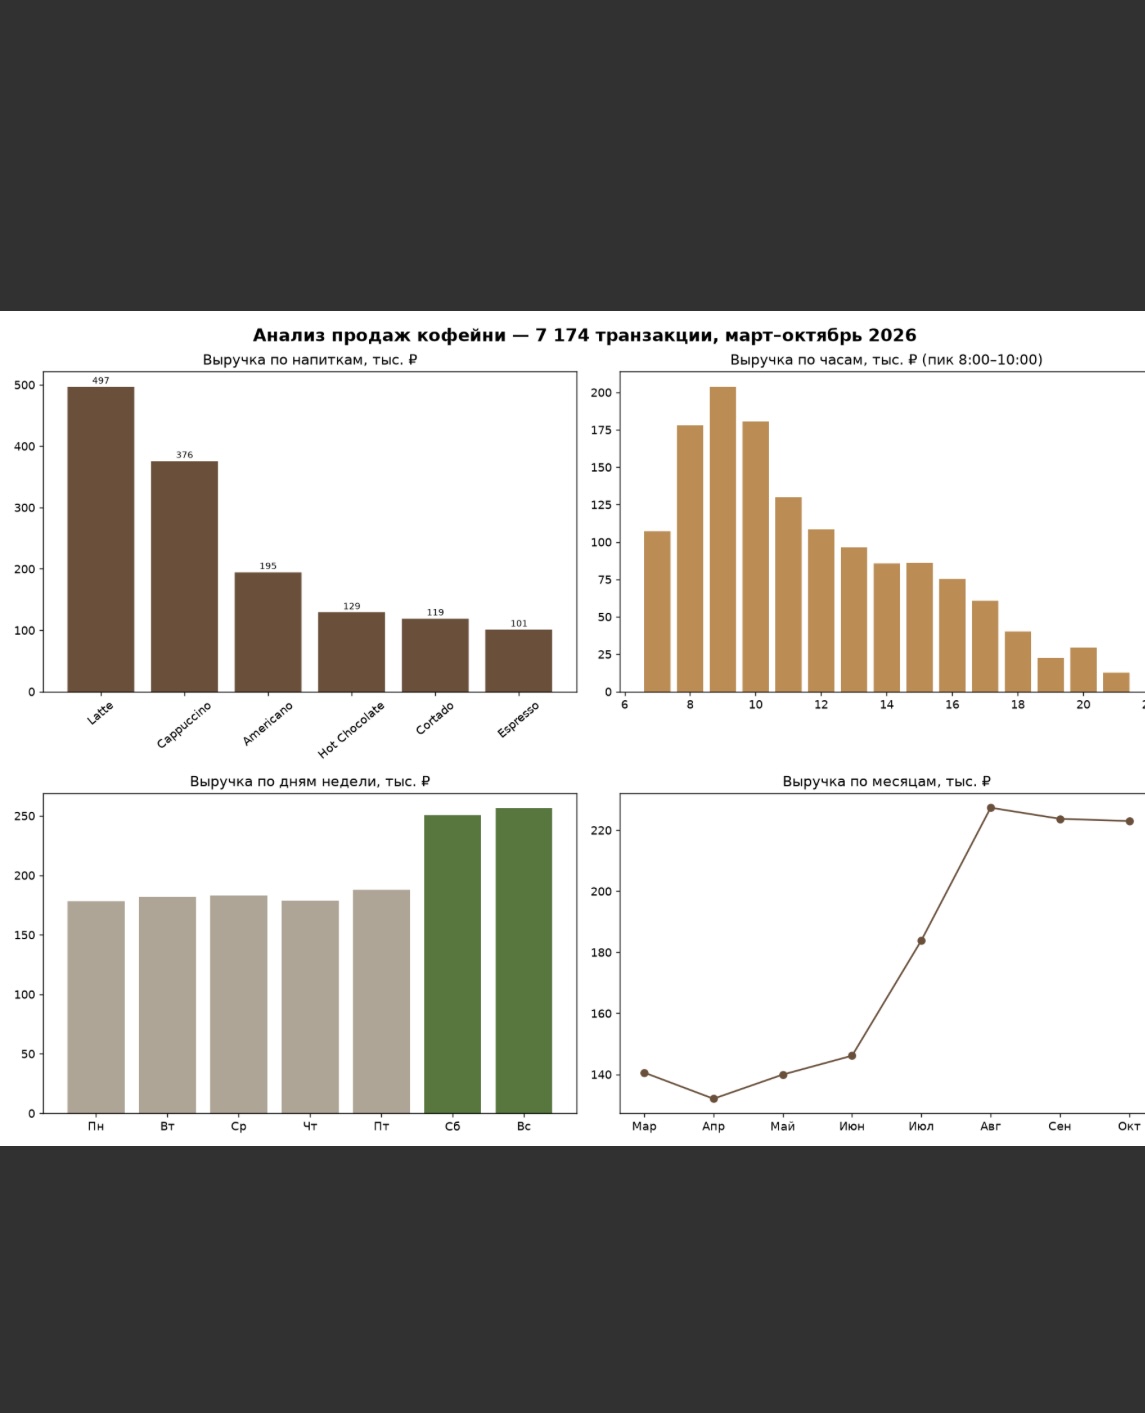 Анализ продаж кофейни — 7 174 транзакции, март–октябрь 2026
Выручка по напиткам, тыс. ₽
500
400
300
200
100
0
497
376
195
129
119
101
Latte
Cappuccino
Americano
Hot Chocolate
Cortado
Espresso
Выручка по часам, тыс. ₽ (пик 8:00–10:00)
200
175
150
125
100
75
50
25
0
6 8 10 12 14 16 18 20
Выручка по дням недели, тыс. ₽
250
200
150
100
50
0
Пн Вт Ср Чт Пт Сб Вс
Выручка по месяцам, тыс. ₽
220
200
180
160
140
Мар Апр Май Июн Июл Авг Сен Окт